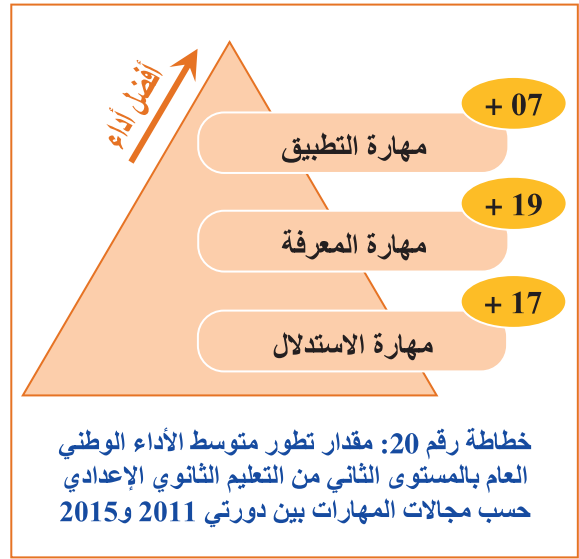 أفضل أداء
+ 07
مهارة التطبيق
+ 19
مهارة المعرفة
+ 17
مهارة الاستدلال
خطاطة رقم 20: مقدار تطور متوسط الأداء الوطني
العام بالمستوى الثاني من التعليم الثانوي الإعدادي
حسب مجالات المهارات بين دورتي 2011 و2015